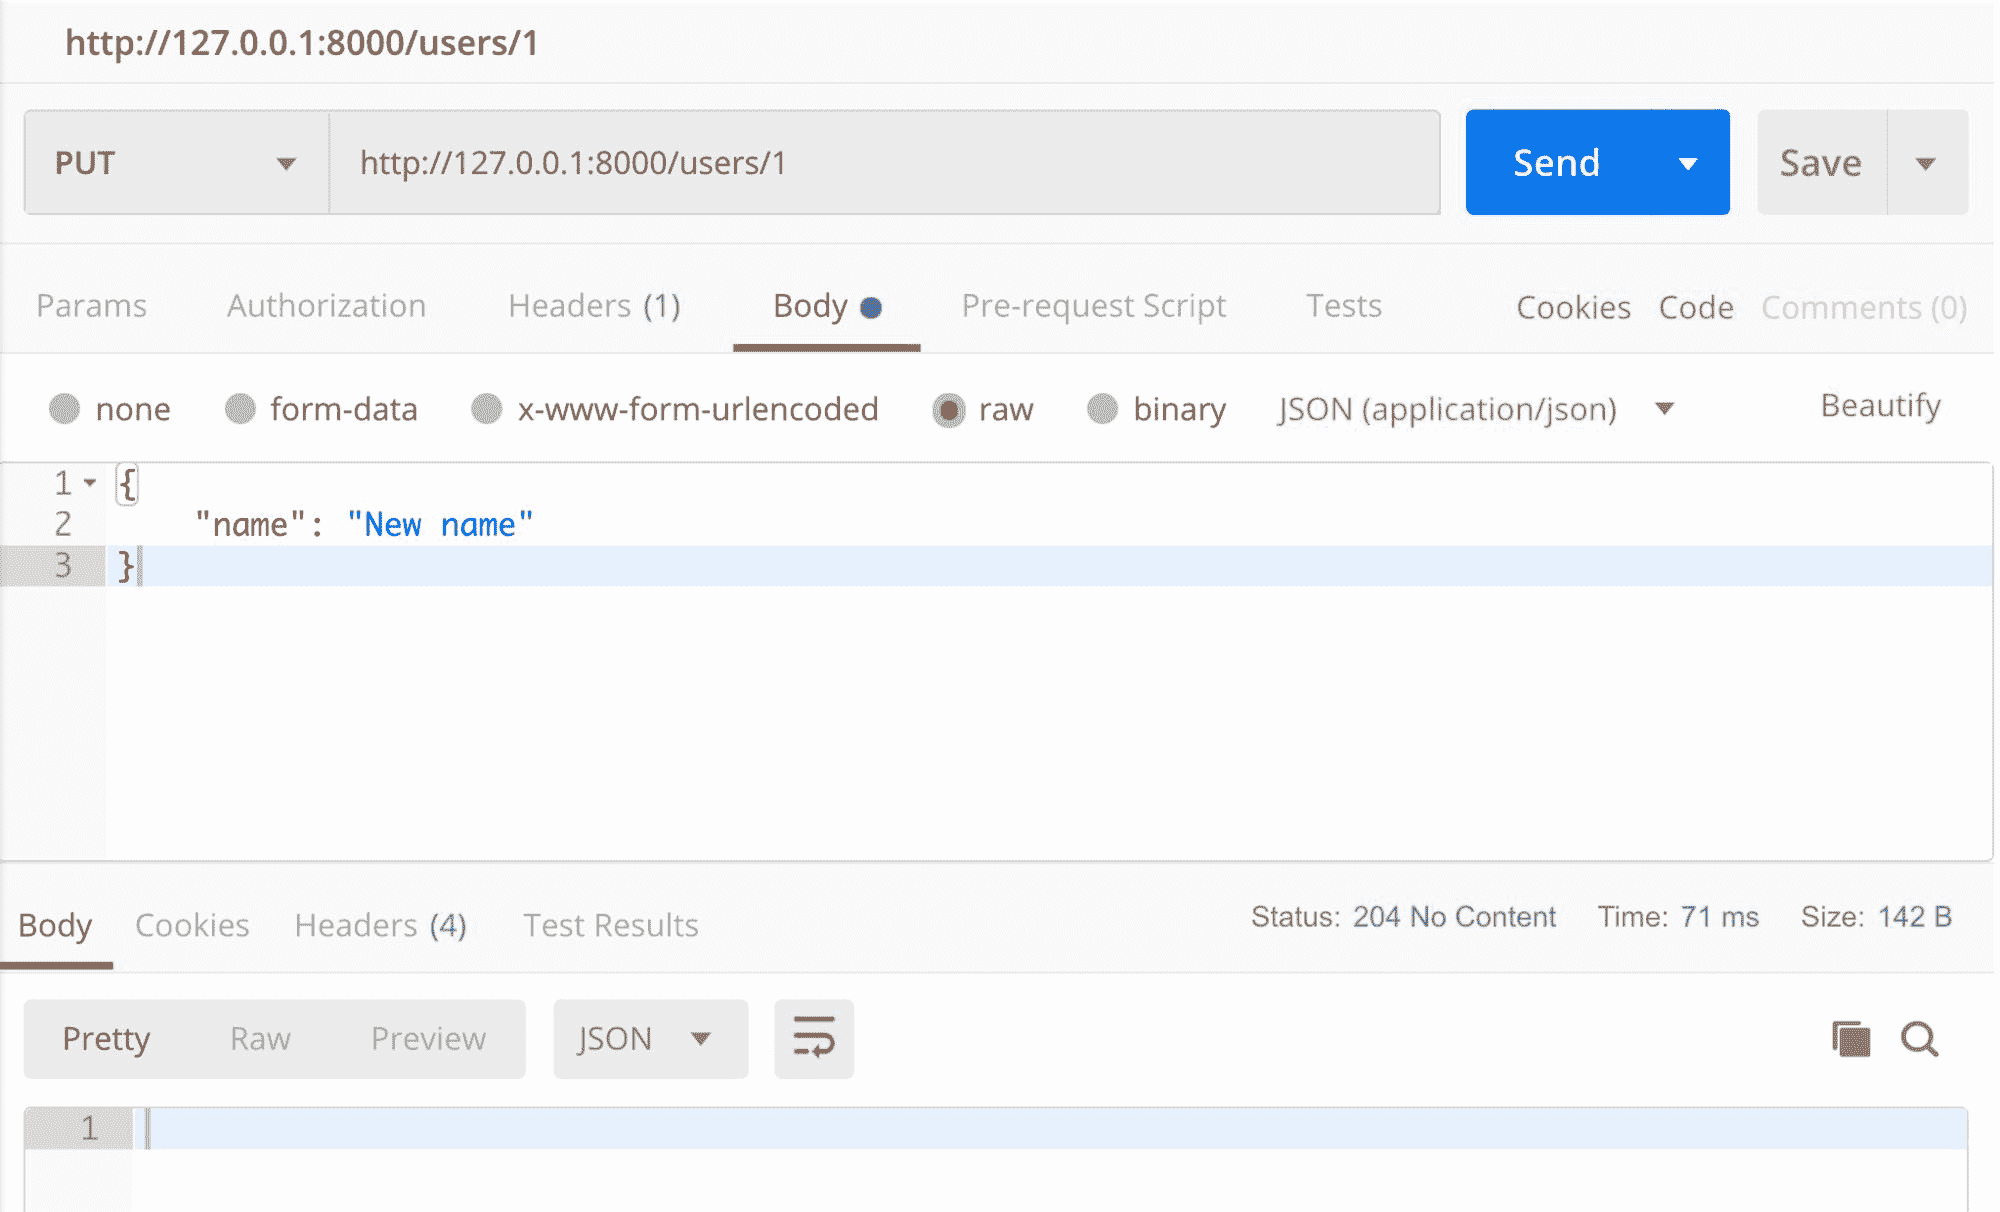 http://127.0.0.1:8000/users/1
PUT http://127.0.0.1:8000/users/1 Send Save
Params Authorization Headers (1) Body Pre-request Script Tests Cookies Code Comments (0)
none form-data x-www-form-urlencoded raw binary JSON (application/json) Beautify
1 {
2 "name": "New name"
3 }
Body Cookies Headers (4) Test Results Status: 204 No Content Time: 71 ms Size: 142 B
Pretty Raw Preview JSON
1